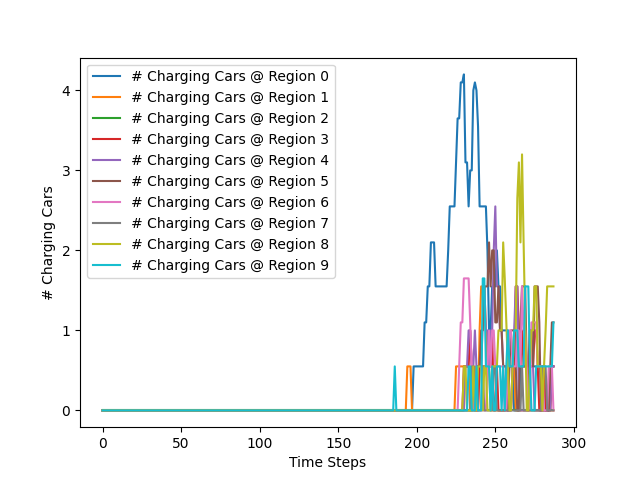 # Charging Cars @ Region 0
# Charging Cars @ Region 1
# Charging Cars @ Region 2
# Charging Cars @ Region 3
# Charging Cars @ Region 4
# Charging Cars @ Region 5
# Charging Cars @ Region 6
# Charging Cars @ Region 7
# Charging Cars @ Region 8
# Charging Cars @ Region 9
# Charging Cars
4
3
2
1
0
0 50 100 150 200 250 300
Time Steps